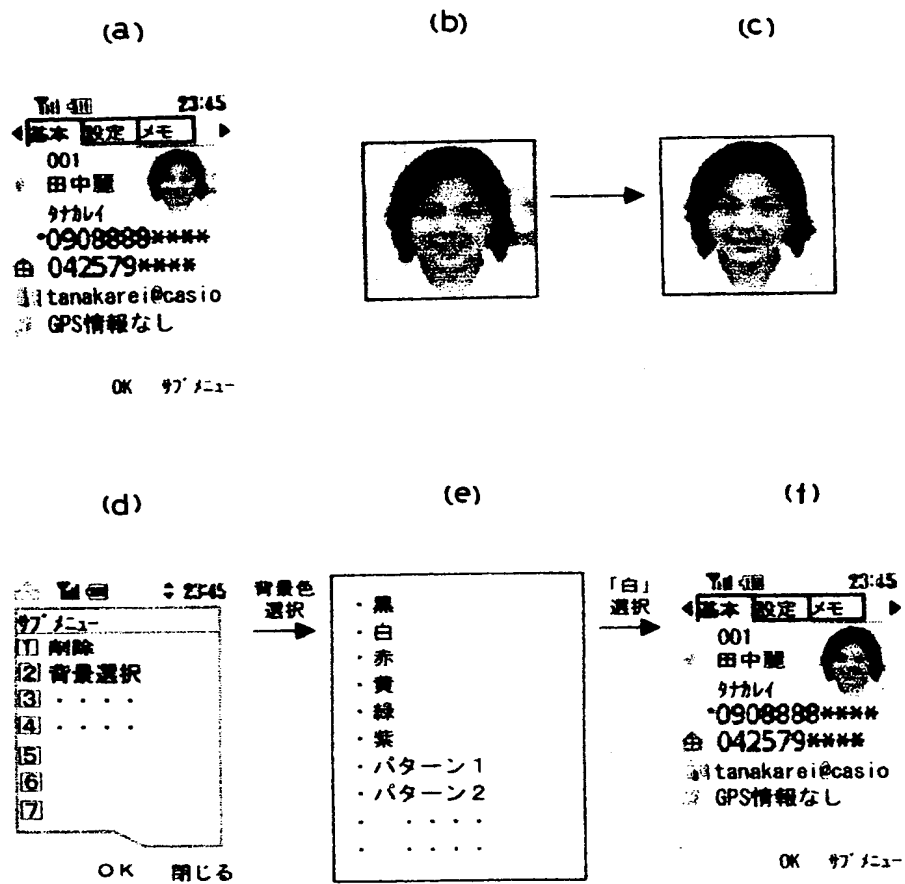 (a)
23:45
基本 設定 メモ
001
田中麗
タナカレイ
0908888****
042579****
tanakarei@casio
GPS情報なし
OK サブメニュー
(b)
(c)
(d)
23:45
サブメニュー
1 削除
2 背景選択
3 ・・・・
4 ・・・・
5
6
7
OK 閉じる
背景色
選択
(e)
・黒
・白
・赤
・黄
・緑
・紫
・パターン1
・パターン2
・ ・・・・
・ ・・・・
「白」
選択
(f)
23:45
基本 設定 メモ
001
田中麗
タナカレイ
0908888****
042579****
tanakarei@casio
GPS情報なし
OK サブメニュー